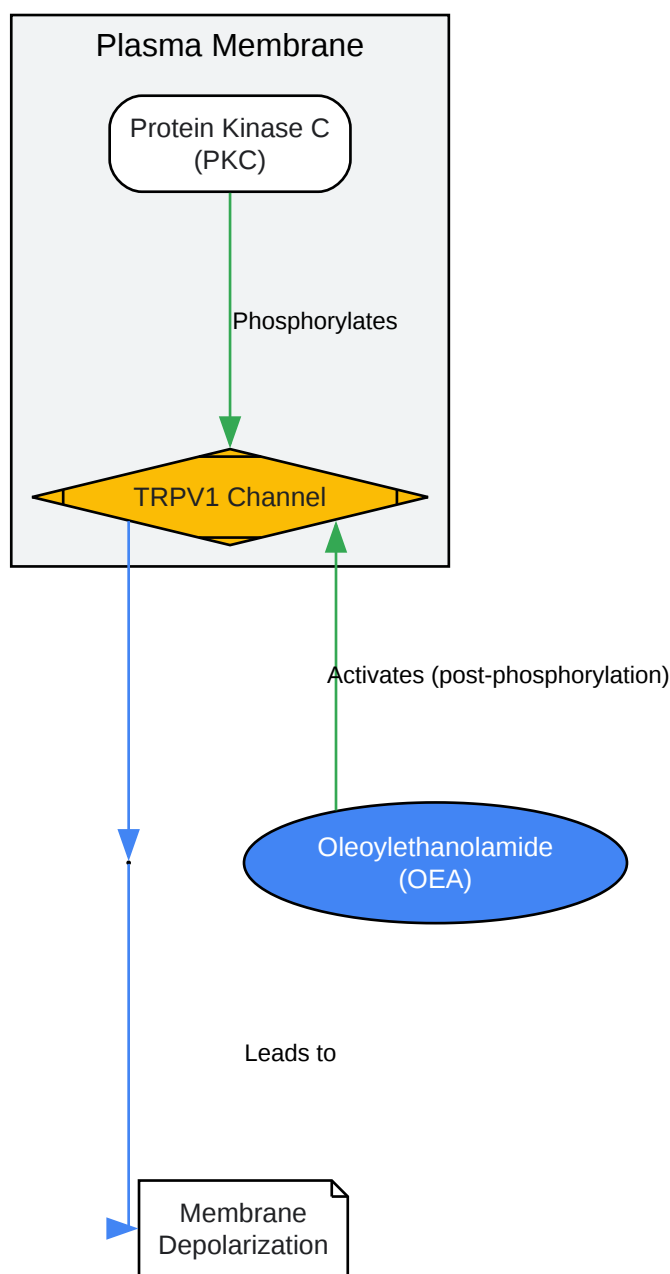 Plasma Membrane
Protein Kinase C
(PKC)
Phosphorylates
TRPV1 Channel
Activates (post-phosphorylation)
Oleoylethanolamide
(OEA)
Leads to
Membrane
Depolarization